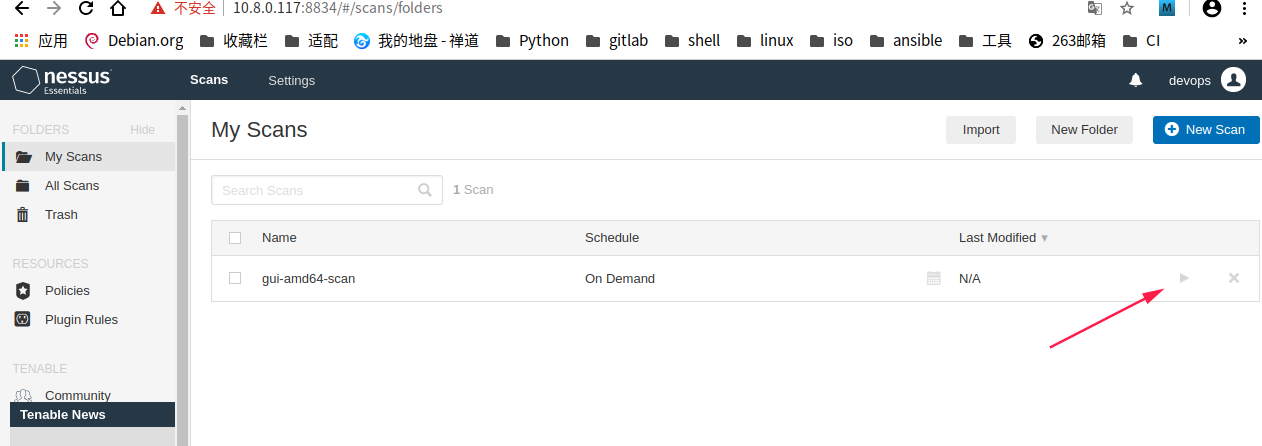 不安全 10.8.0.117:8834/#/scans/folders
应用 Debian.org 收藏栏 适配 我的地盘 - 禅道 Python gitlab shell linux iso ansible 工具 263邮箱 CI »
nessus Essentials Scans Settings devops
FOLDERS Hide
My Scans
All Scans
Trash
RESOURCES
Policies
Plugin Rules
TENABLE
Community
Tenable News
My Scans Import New Folder New Scan
Search Scans 1 Scan
Name Schedule Last Modified
gui-amd64-scan On Demand N/A